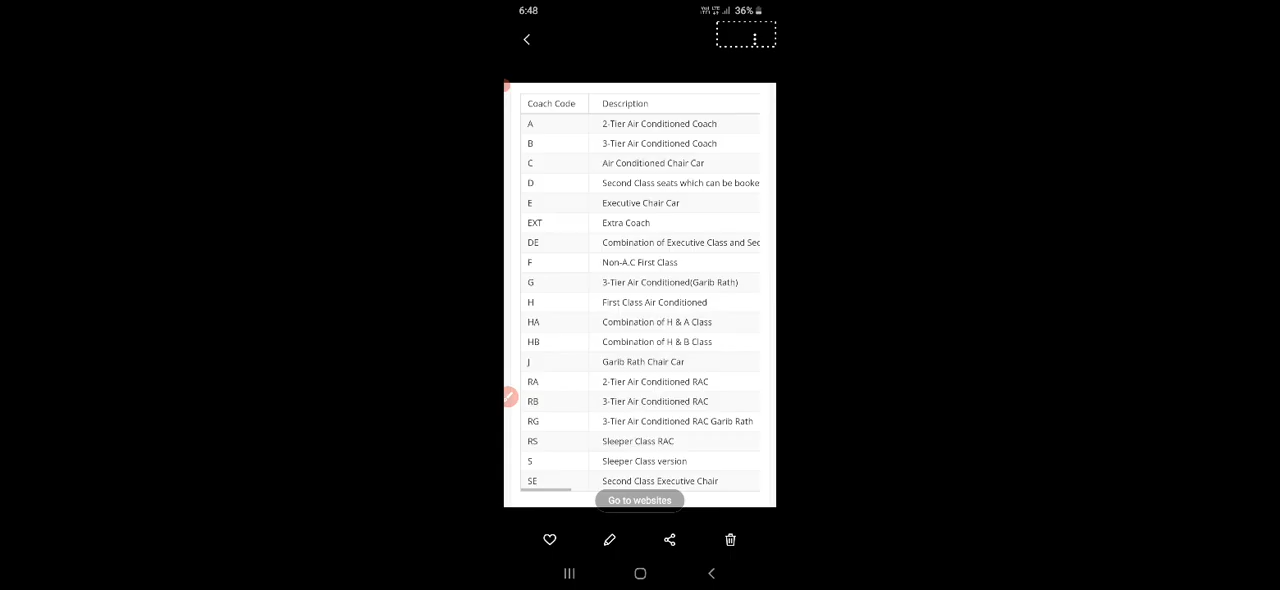 6:48
36%
Coach Code Description
A 2-Tier Air Conditioned Coach
B 3-Tier Air Conditioned Coach
C Air Conditioned Chair Car
D Second Class seats which can be booke
E Executive Chair Car
EXT Extra Coach
DE Combination of Executive Class and Sec
F Non-A.C First Class
G 3-Tier Air Conditioned(Garib Rath)
H First Class Air Conditioned
HA Combination of H & A Class
HB Combination of H & B Class
J Garib Rath Chair Car
RA 2-Tier Air Conditioned RAC
RB 3-Tier Air Conditioned RAC
RG 3-Tier Air Conditioned RAC Garib Rath
RS Sleeper Class RAC
S Sleeper Class version
SE Second Class Executive Chair
Go to websites